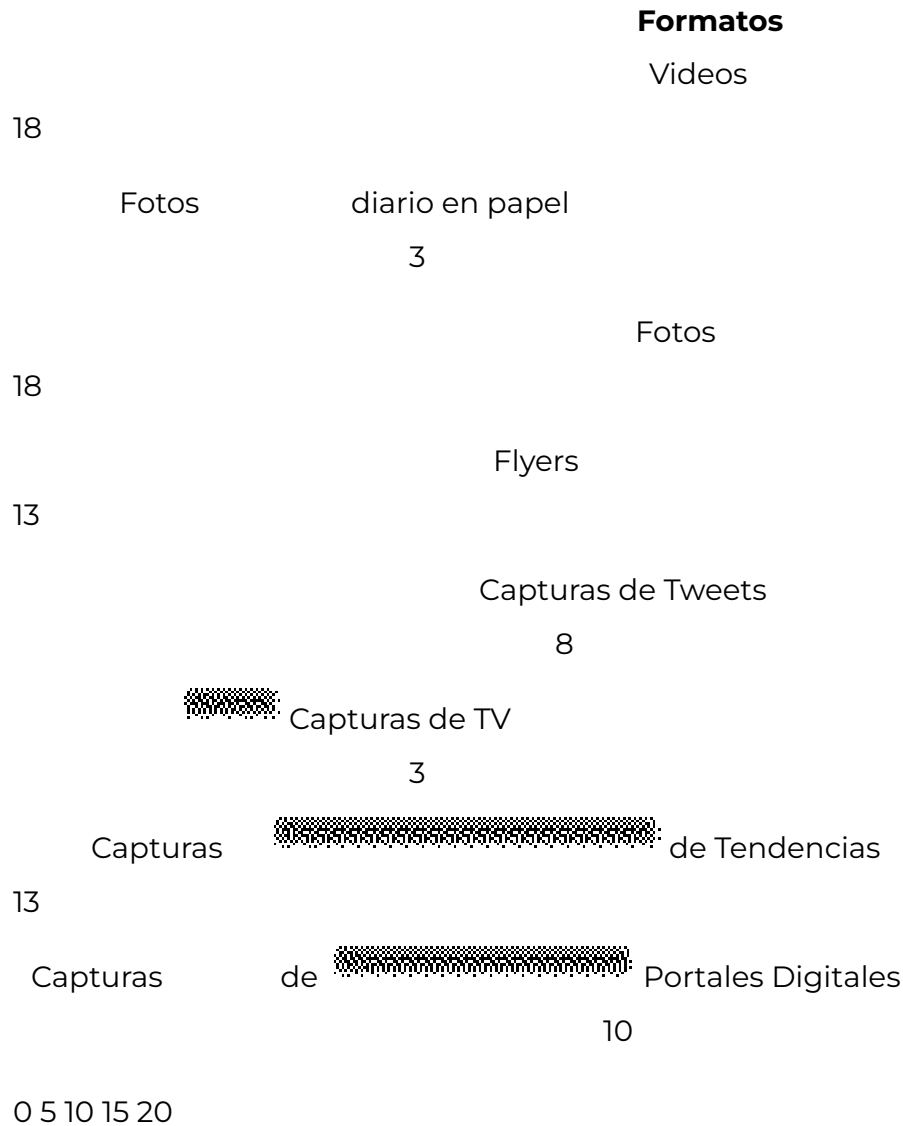 Formatos
Videos
18
Fotos diario en papel
3
Fotos
18
Flyers
13
Capturas de Tweets
8
Capturas de TV
3
Capturas de Tendencias
13
Capturas de Portales Digitales
10
0 5 10 15 20